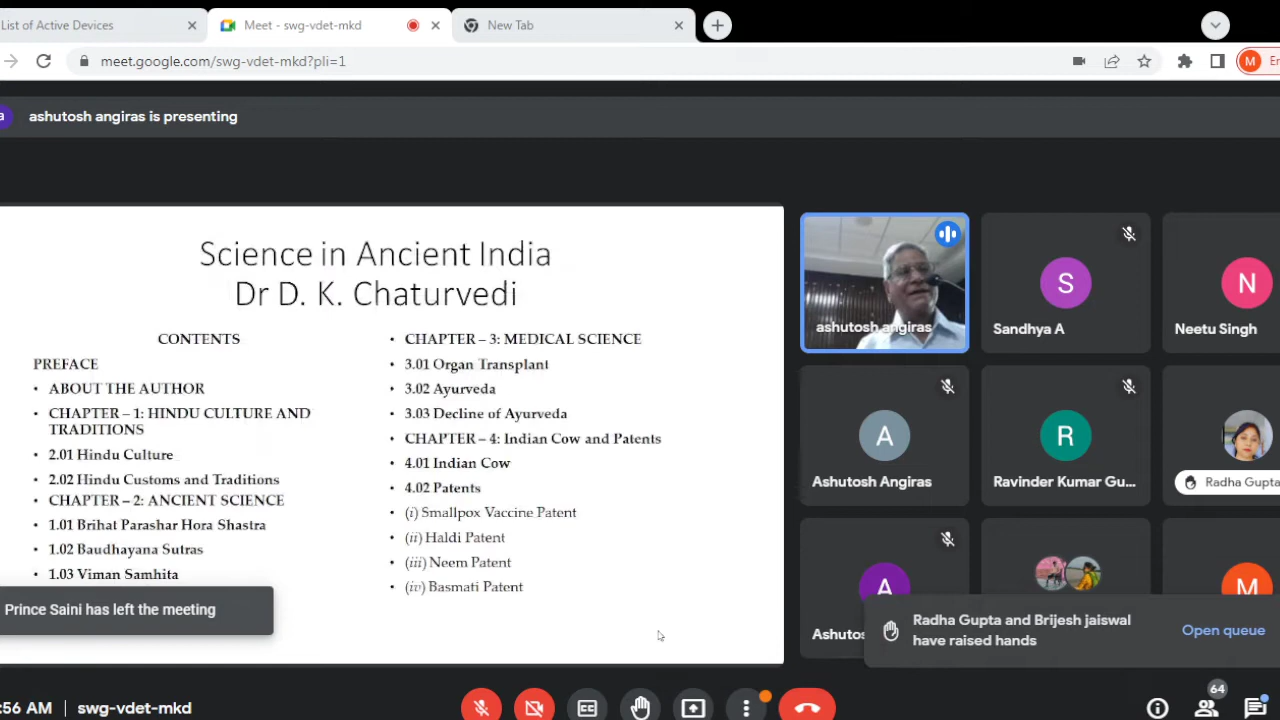 List of Active Devices
Meet - swg-vdet-mkd
New Tab
meet.google.com/swg-vdet-mkd?pli=1
M
a
ashutosh angiras is presenting
Science in Ancient India
Dr D. K. Chaturvedi
CONTENTS
PREFACE
• ABOUT THE AUTHOR
• CHAPTER – 1: HINDU CULTURE AND
TRADITIONS
• 2.01 Hindu Culture
• 2.02 Hindu Customs and Traditions
• CHAPTER – 2: ANCIENT SCIENCE
• 1.01 Brihat Parashar Hora Shastra
• 1.02 Baudhayana Sutras
• 1.03 Viman Samhita
• CHAPTER – 3: MEDICAL SCIENCE
• 3.01 Organ Transplant
• 3.02 Ayurveda
• 3.03 Decline of Ayurveda
• CHAPTER – 4: Indian Cow and Patents
• 4.01 Indian Cow
• 4.02 Patents
• (i) Smallpox Vaccine Patent
• (ii) Haldi Patent
• (iii) Neem Patent
• (iv) Basmati Patent
ashutosh angiras
S
Sandhya A
N
Neetu Singh
A
Ashutosh Angiras
R
Ravinder Kumar Gu...
Radha Gupta
A
Ashutos
M
Prince Saini has left the meeting
Radha Gupta and Brijesh jaiswal
have raised hands
Open queue
:56 AM
swg-vdet-mkd
64